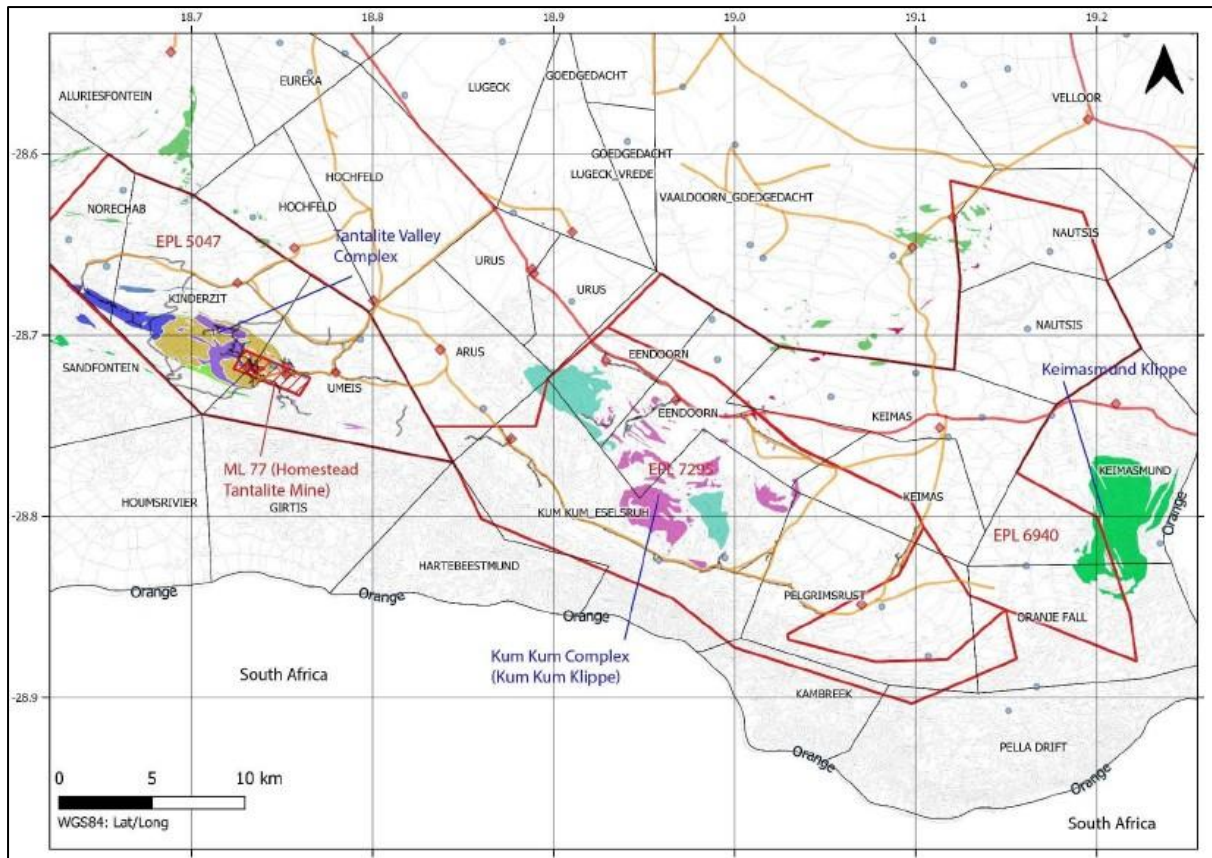 18.7
18.8
18.9
19.0
19.1
19.2
EUREKA
LUGECK
GOEDGEDACHT
VELLOOR
ALURIESFONTEIN
-28.6
GOEDGEDACHT
LUGECK_VREDE
HOCHFELD
VAALDOORN_GOEDGEDACHT
NORECHAB
HOCHFELD
EPL 5047
Tantalite Valley
Complex
URUS
NAUTSIS
KINDERZIT
URUS
-28.7
NAUTSIS
SANDFONTEIN
ARUS
EENDOORN
UMEIS
Keimasmund Klippe
EENDOORN
KEIMAS
ML 77 (Homestead
Tantalite Mine)
EPL 7295
KEIMASMUND
HOUMSRIVIER
GIRTIS
KUM KUM_ESELSRUH
KEIMAS
Orange
-28.8
EPL 6940
HARTEBEESTMUND
PELGRIMSRUST
Orange
Orange
Orange
ORANJE FALL
Kum Kum Complex
(Kum Kum Klippe)
South Africa
-28.9
KAMBREEK
PELLA DRIFT
Orange
Orange
0
5
10 km
WGS84: Lat/Long
South Africa